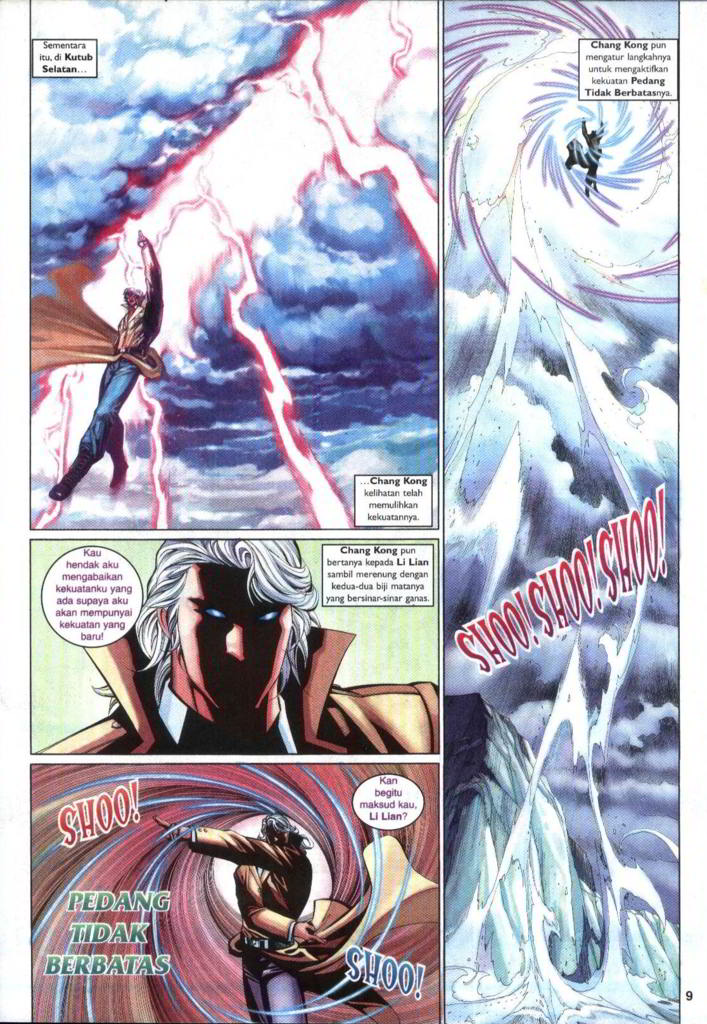 Sementara
itu, di Kutub
Selatan...
...Chang Kong
kelihatan telah
memulihkan
kekuatannya.
Kau
hendak aku
mengabaikan
kekuatanku yang
ada supaya aku
akan mempunyai
kekuatan yang
baru!
Chang Kong pun
bertanya kepada Li Lian
sambil merenung dengan
kedua-dua biji matanya
yang bersinar-sinar ganas.
SHOO!
Kan
begitu
maksud kau,
Li Lian?
PEDANG
TIDAK
BERBATAS
SHOO!
Chang Kong pun
mengatur langkahnya
untuk mengaktifkan
kekuatan Pedang
Tidak Berbatasnya.
SHOO! SHOO! SHOO!
9